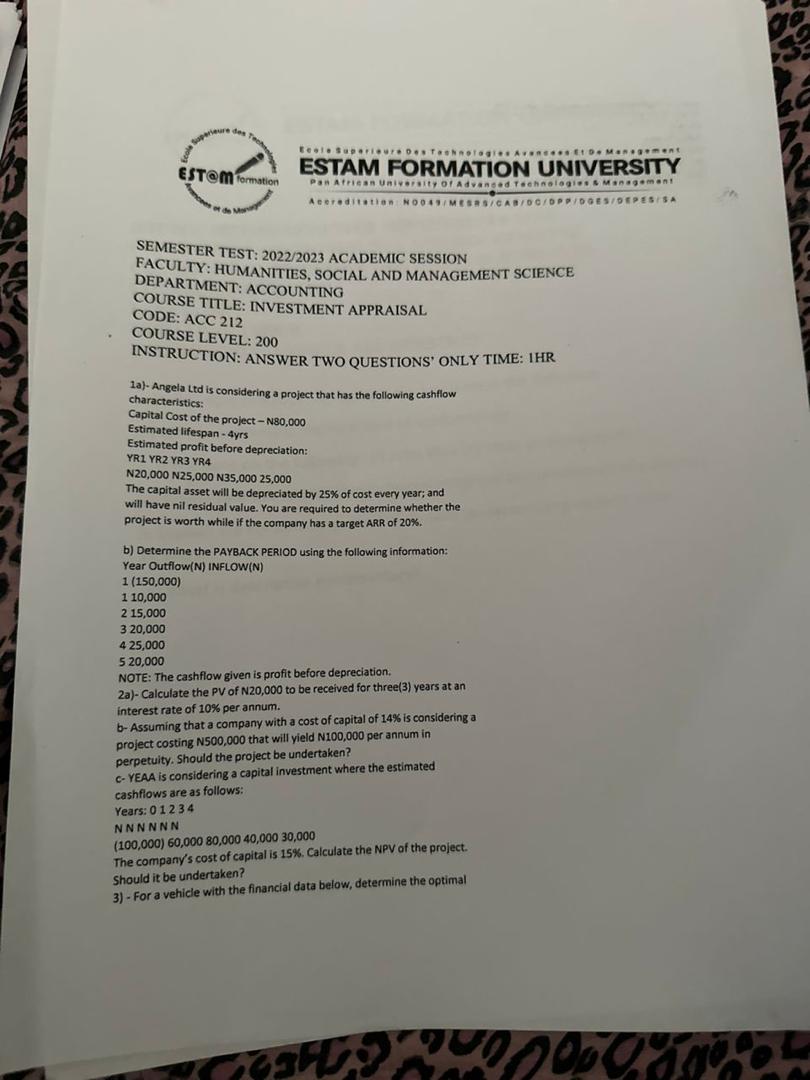 Ecole Superieure des Technologies
EST@M formation
Avancees et de Management
Ecole Superieure Des Technologies Avancees Et De Management
ESTAM FORMATION UNIVERSITY
Pan African University Of Advanced Technologies & Management
Accreditation: N0049/MESRS/CAB/DC/DPP/DGES/DEPES/SA
SEMESTER TEST: 2022/2023 ACADEMIC SESSION
FACULTY: HUMANITIES, SOCIAL AND MANAGEMENT SCIENCE
DEPARTMENT: ACCOUNTING
COURSE TITLE: INVESTMENT APPRAISAL
CODE: ACC 212
COURSE LEVEL: 200
INSTRUCTION: ANSWER TWO QUESTIONS' ONLY TIME: 1HR
1a)- Angela Ltd is considering a project that has the following cashflow
characteristics:
Capital Cost of the project – N80,000
Estimated lifespan - 4yrs
Estimated profit before depreciation:
YR1 YR2 YR3 YR4
N20,000 N25,000 N35,000 25,000
The capital asset will be depreciated by 25% of cost every year; and
will have nil residual value. You are required to determine whether the
project is worth while if the company has a target ARR of 20%.
b) Determine the PAYBACK PERIOD using the following information:
Year Outflow(N) INFLOW(N)
1 (150,000)
1 10,000
2 15,000
3 20,000
4 25,000
5 20,000
NOTE: The cashflow given is profit before depreciation.
2a)- Calculate the PV of N20,000 to be received for three(3) years at an
interest rate of 10% per annum.
b- Assuming that a company with a cost of capital of 14% is considering a
project costing N500,000 that will yield N100,000 per annum in
perpetuity. Should the project be undertaken?
c- YEAA is considering a capital investment where the estimated
cashflows are as follows:
Years: 0 1 2 3 4
N N N N N N
(100,000) 60,000 80,000 40,000 30,000
The company's cost of capital is 15%. Calculate the NPV of the project.
Should it be undertaken?
3) - For a vehicle with the financial data below, determine the optimal